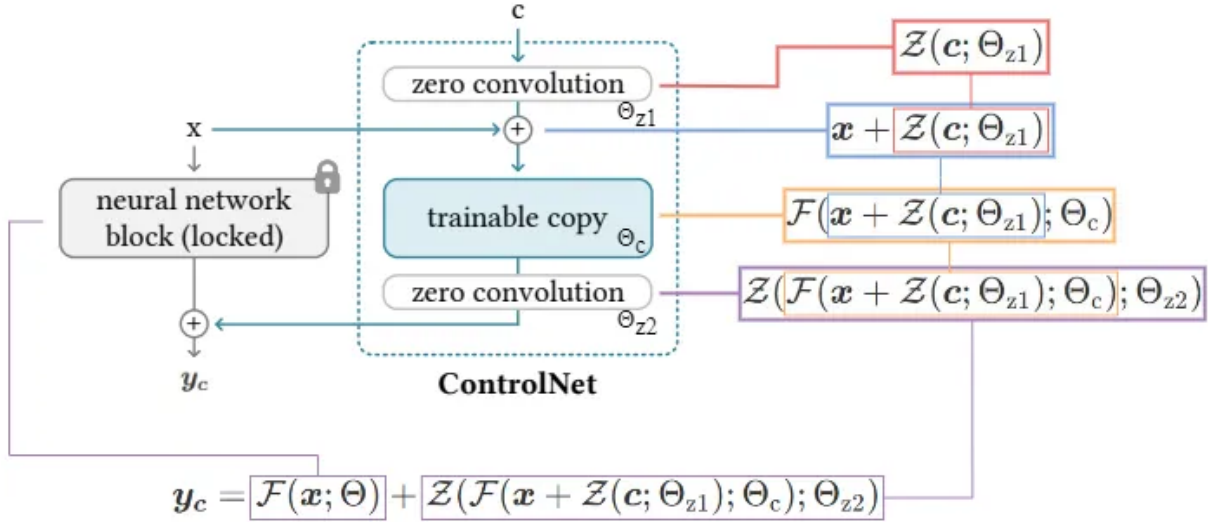 c
zero convolution
Θz1
x
+
neural network
block (locked)
trainable copy
Θc
zero convolution
Θz2
+
yc
ControlNet
𝒵(c; Θz1)
x + 𝒵(c; Θz1)
ℱ(x + 𝒵(c; Θz1); Θc)
𝒵(ℱ(x + 𝒵(c; Θz1); Θc); Θz2)
yc = ℱ(x; Θ) + 𝒵(ℱ(x + 𝒵(c; Θz1); Θc); Θz2)